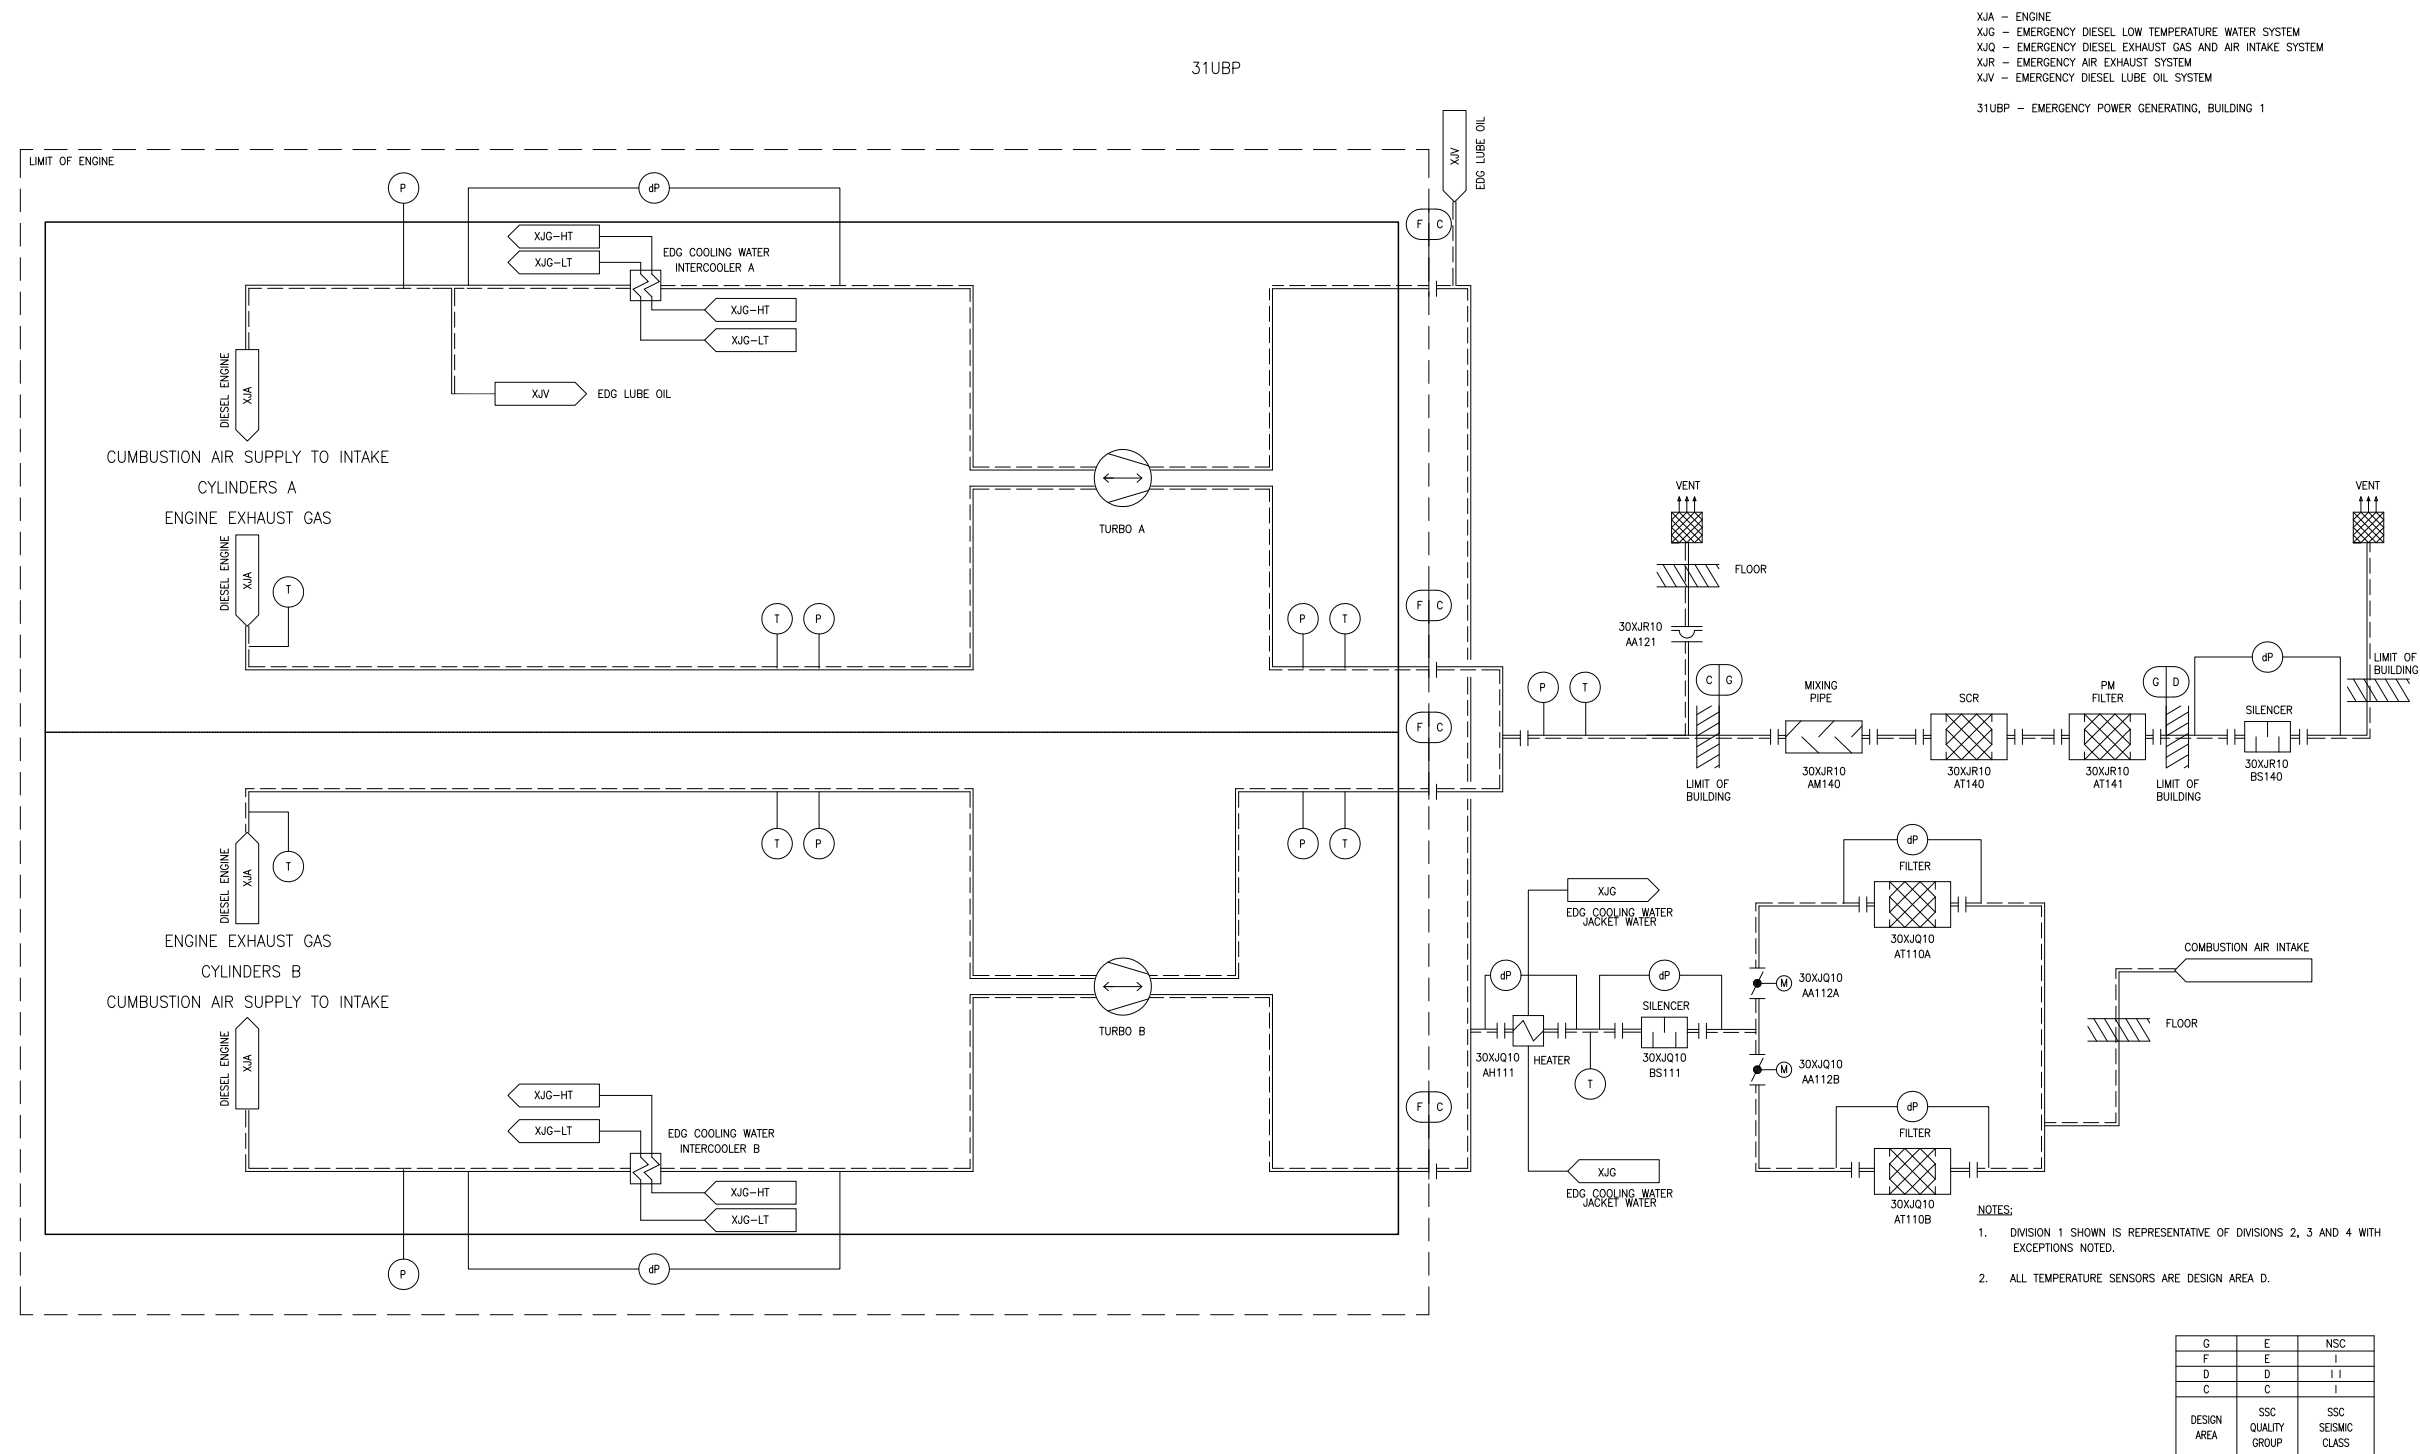 XJA – ENGINE
XJG – EMERGENCY DIESEL LOW TEMPERATURE WATER SYSTEM
XJQ – EMERGENCY DIESEL EXHAUST GAS AND AIR INTAKE SYSTEM
XJR – EMERGENCY AIR EXHAUST SYSTEM
XJV – EMERGENCY DIESEL LUBE OIL SYSTEM
31UBP – EMERGENCY POWER GENERATING, BUILDING 1
31UBP
LIMIT OF ENGINE
P
dP
XJV
EDG LUBE OIL
F C
XJG–HT
XJG–LT
EDG COOLING WATER
INTERCOOLER A
XJG–HT
XJG–LT
DIESEL ENGINE
XJA
XJV
EDG LUBE OIL
CUMBUSTION AIR SUPPLY TO INTAKE
CYLINDERS A
ENGINE EXHAUST GAS
TURBO A
DIESEL ENGINE
XJA
T
T
P
P
T
F C
F C
VENT
FLOOR
30XJR10
AA121
P
T
C G
LIMIT OF
BUILDING
MIXING
PIPE
30XJR10
AM140
SCR
30XJR10
AT140
PM
FILTER
30XJR10
AT141
G D
LIMIT OF
BUILDING
dP
SILENCER
30XJR10
BS140
VENT
LIMIT OF
BUILDING
T
P
P
T
DIESEL ENGINE
XJA
T
ENGINE EXHAUST GAS
CYLINDERS B
CUMBUSTION AIR SUPPLY TO INTAKE
TURBO B
DIESEL ENGINE
XJA
XJG–HT
XJG–LT
EDG COOLING WATER
INTERCOOLER B
XJG–HT
XJG–LT
P
dP
F C
XJG
EDG COOLING WATER
JACKET WATER
dP
30XJQ10
AH111
HEATER
T
dP
SILENCER
30XJQ10
BS111
XJG
EDG COOLING WATER
JACKET WATER
dP
FILTER
30XJQ10
AT110A
M
30XJQ10
AA112A
M
30XJQ10
AA112B
dP
FILTER
30XJQ10
AT110B
COMBUSTION AIR INTAKE
FLOOR
NOTES:
1. DIVISION 1 SHOWN IS REPRESENTATIVE OF DIVISIONS 2, 3 AND 4 WITH
EXCEPTIONS NOTED.
2. ALL TEMPERATURE SENSORS ARE DESIGN AREA D.
G E NSC
F E I
D D II
C C I
DESIGN
AREA
SSC
QUALITY
GROUP
SSC
SEISMIC
CLASS